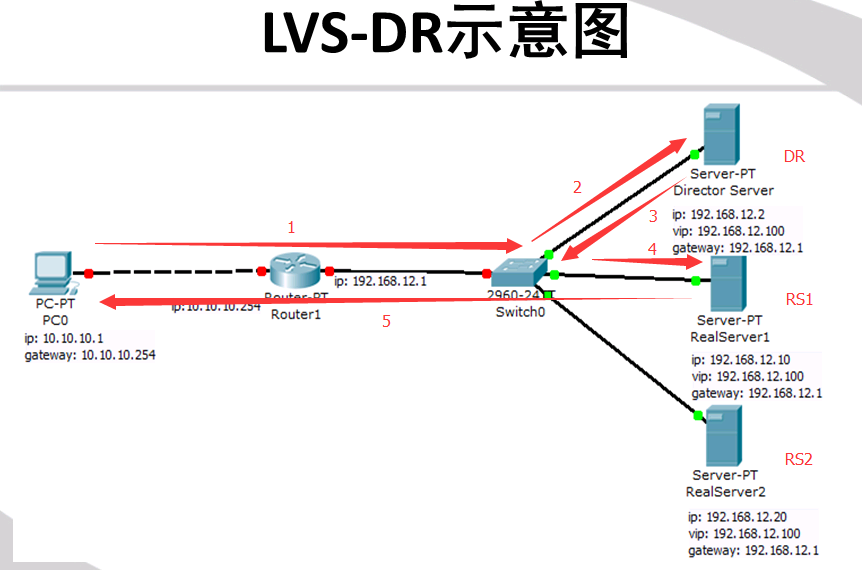 LVS-DR示意图
DR
Server-PT
Director Server
ip: 192.168.12.2
vip: 192.168.12.100
gateway: 192.168.12.1
1
2
3
4
5
PC-PT
PC0
ip: 10.10.10.1
gateway: 10.10.10.254
Router-PT
Router1
ip:10.10.10.254
ip: 192.168.12.1
2960-24TT
Switch0
RS1
Server-PT
RealServer1
ip: 192.168.12.10
vip: 192.168.12.100
gateway: 192.168.12.1
RS2
Server-PT
RealServer2
ip: 192.168.12.20
vip: 192.168.12.100
gateway: 192.168.12.1